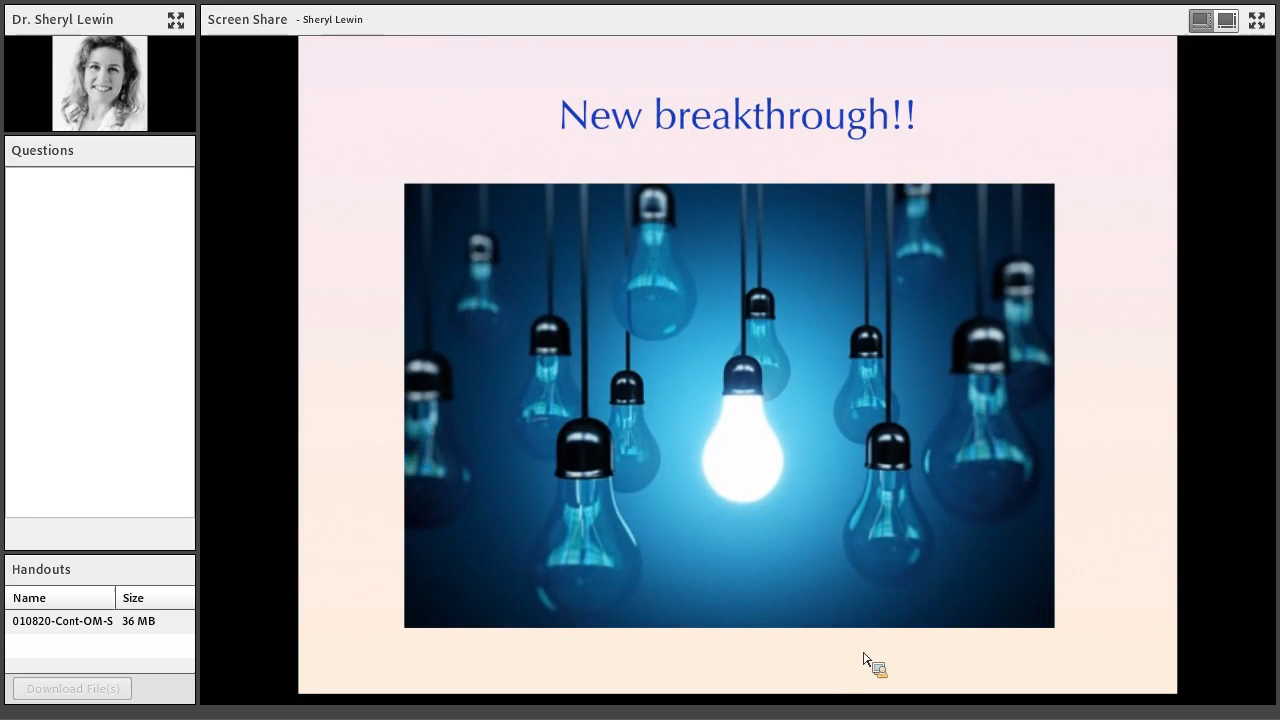 Dr. Sheryl Lewin
Screen Share - Sheryl Lewin
Questions
New breakthrough!!
Handouts
Name Size
010820-Cont-OM-S 36 MB
Download File(s)